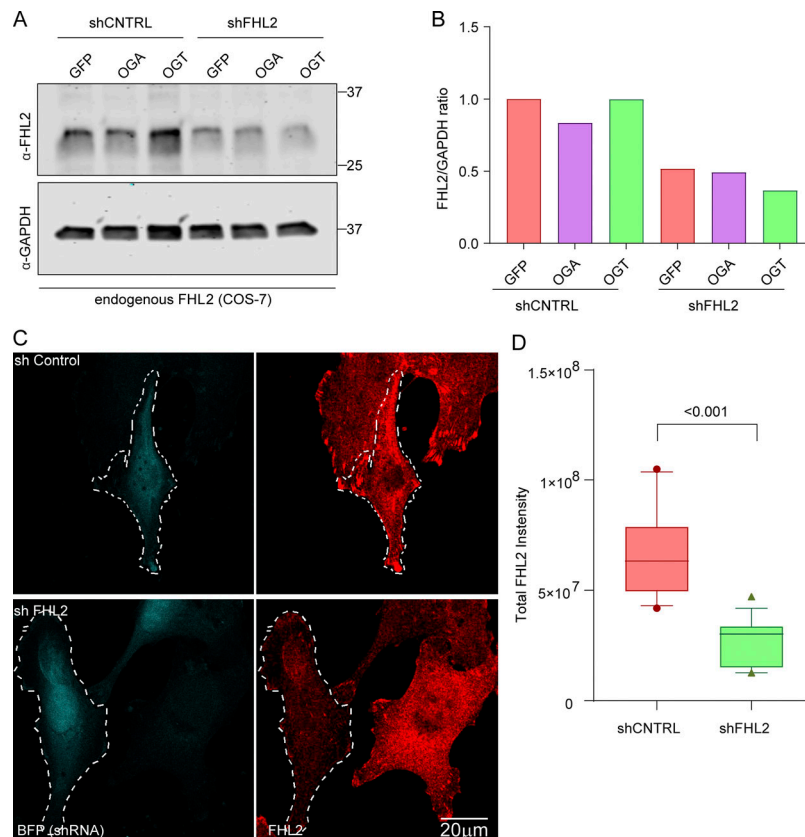 A
shCNTRL shFHL2
GFP OGA OGT GFP OGA OGT
α-FHL2
37
25
α-GAPDH
37
endogenous FHL2 (COS-7)
B
FHL2/GAPDH ratio
1.0
0.5
0.0
GFP OGA OGT GFP OGA OGT
shCNTRL shFHL2
C
sh Control
sh FHL2
BFP (shRNA)
FHL2
20μm
D
Total FHL2 Instensity
1.5×10⁸
1×10⁸
5×10⁷
0
<0.001
shCNTRL shFHL2